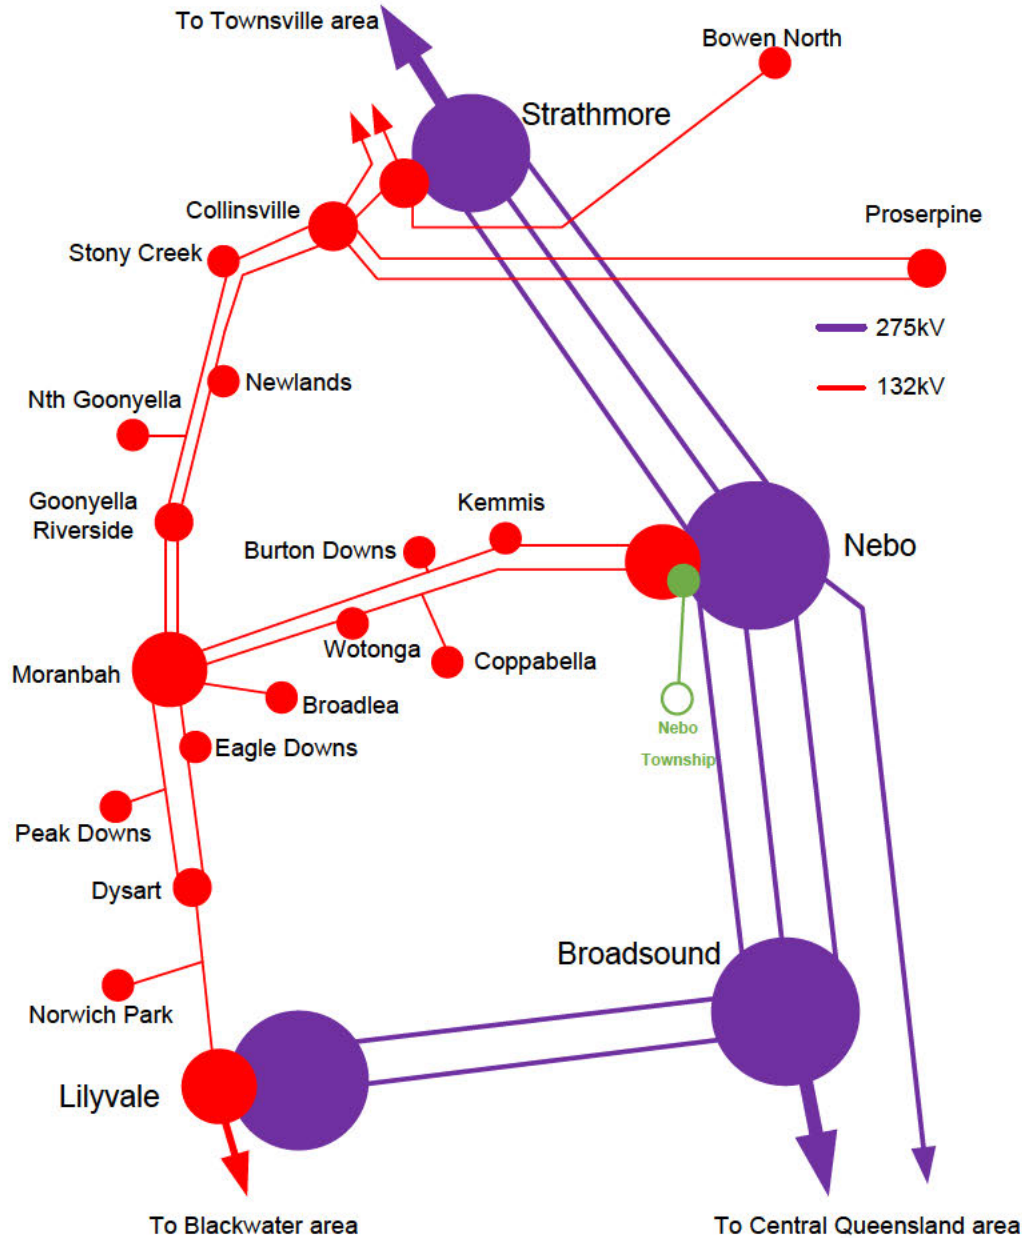 To Townsville area
Bowen North
Strathmore
Collinsville
Proserpine
Stony Creek
275kV
Newlands
132kV
Nth Goonyella
Goonyella
Riverside
Kemmis
Burton Downs
Nebo
Wotonga
Coppabella
Moranbah
Broadlea
Nebo
Eagle Downs
Township
Peak Downs
Dysart
Broadsound
Norwich Park
Lilyvale
To Blackwater area
To Central Queensland area